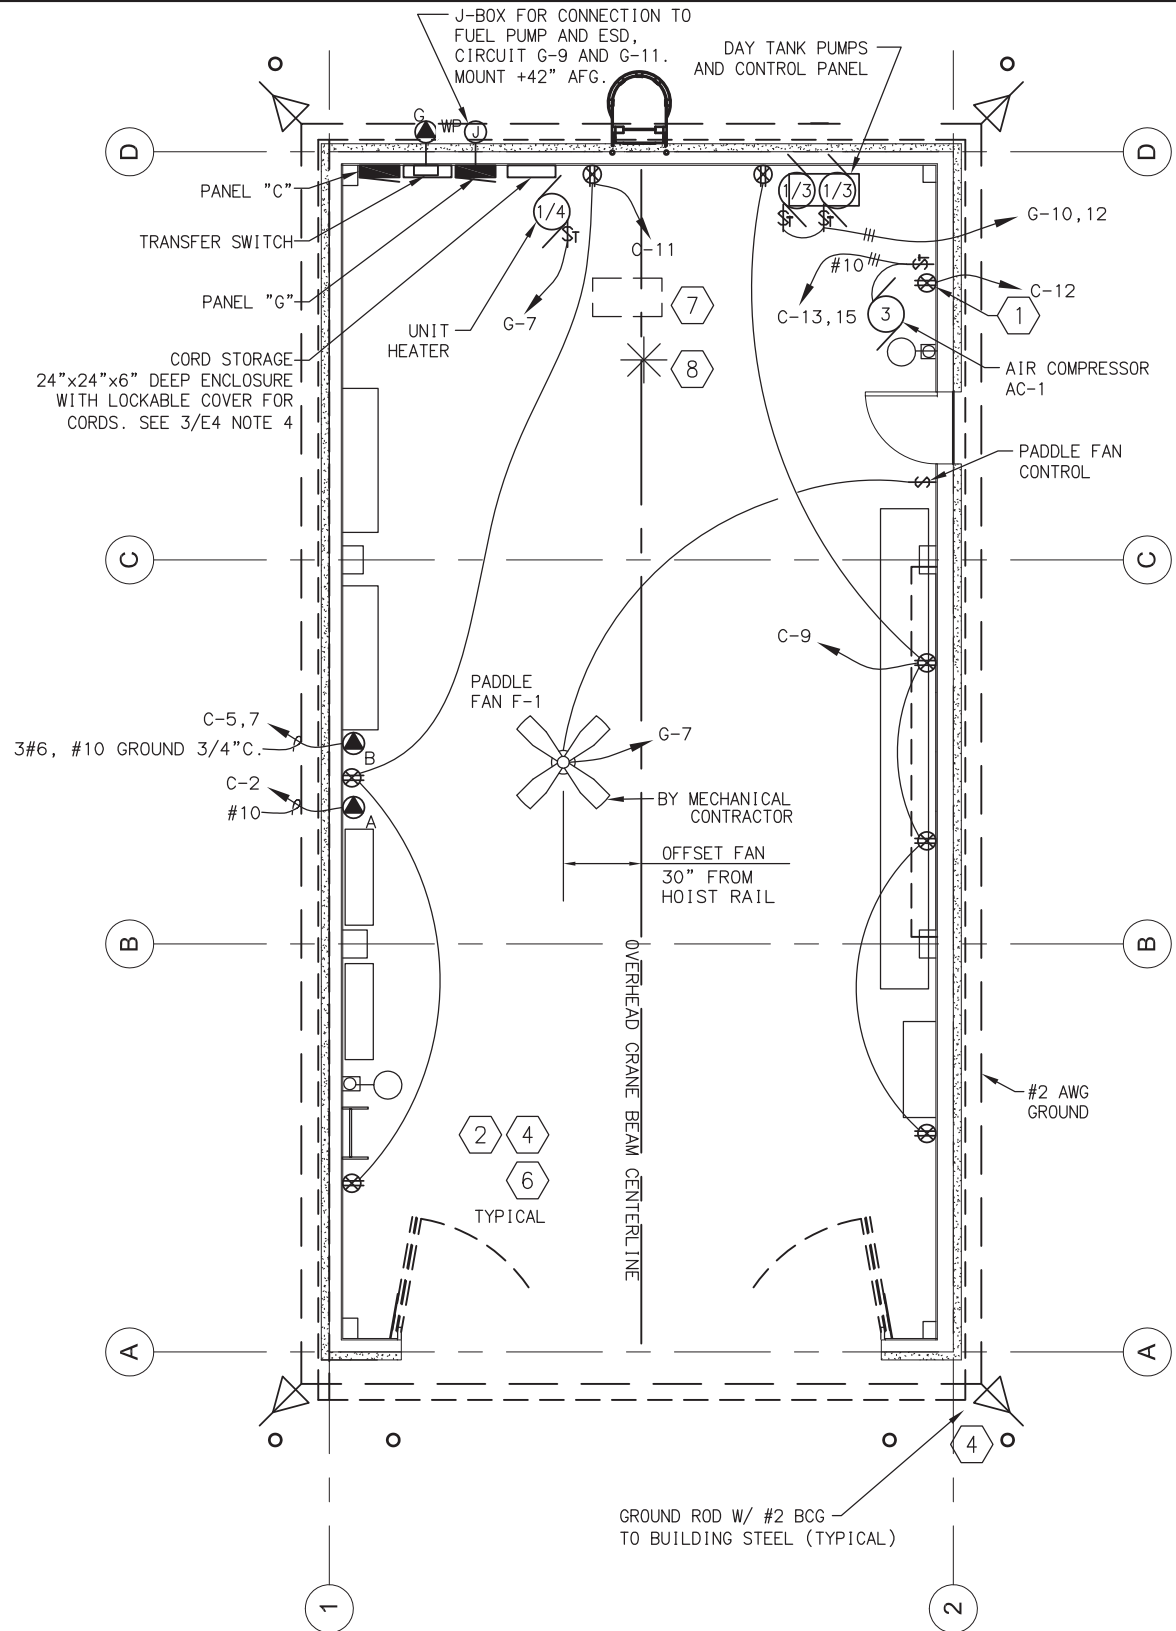 J-BOX FOR CONNECTION TO
FUEL PUMP AND ESD,
CIRCUIT G-9 AND G-11.
MOUNT +42" AFG.
DAY TANK PUMPS
AND CONTROL PANEL
G
WP
J
D
D
PANEL "C"
1/4
1/3
1/3
S
T
S
T
S
T
G-10,12
TRANSFER SWITCH
C-11
#10
S
T
C-12
PANEL "G"
G-7
7
C-13,15
3
1
UNIT
HEATER
CORD STORAGE
24"x24"x6" DEEP ENCLOSURE
WITH LOCKABLE COVER FOR
CORDS. SEE 3/E4 NOTE 4
8
AIR COMPRESSOR
AC-1
PADDLE FAN
CONTROL
S
C
C
C-9
PADDLE
FAN F-1
C-5,7
3#6, #10 GROUND 3/4"C.
B
G-7
C-2
#10
A
BY MECHANICAL
CONTRACTOR
OFFSET FAN
30" FROM
HOIST RAIL
B
B
OVERHEAD CRANE BEAM CENTERLINE
#2 AWG
GROUND
2
4
6
TYPICAL
A
A
4
GROUND ROD W/ #2 BCG
TO BUILDING STEEL (TYPICAL)
1
2